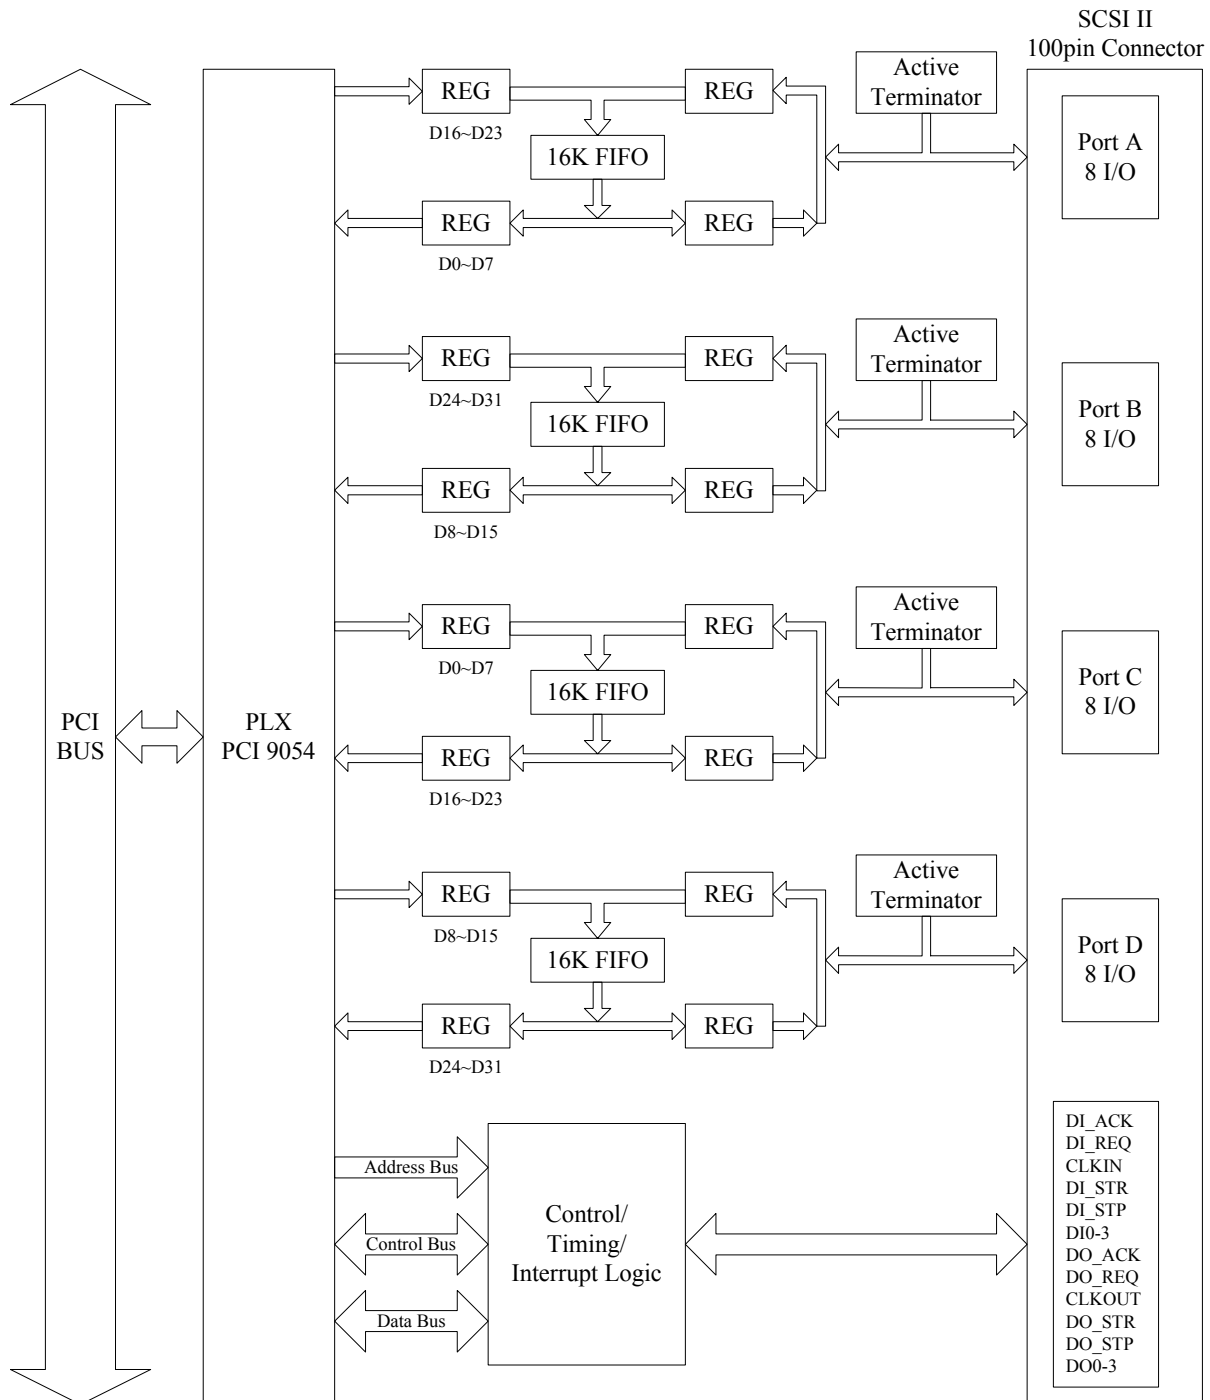 SCSI II
100pin Connector
PCI
BUS
PLX
PCI 9054
REG
D16~D23
REG
16K FIFO
REG
D0~D7
REG
Active
Terminator
Port A
8 I/O
REG
D24~D31
REG
16K FIFO
REG
D8~D15
REG
Active
Terminator
Port B
8 I/O
REG
D0~D7
REG
16K FIFO
REG
D16~D23
REG
Active
Terminator
Port C
8 I/O
REG
D8~D15
REG
16K FIFO
REG
D24~D31
REG
Active
Terminator
Port D
8 I/O
Address Bus
Control Bus
Data Bus
Control/
Timing/
Interrupt Logic
DI_ACK
DI_REQ
CLKIN
DI_STR
DI_STP
DI0-3
DO_ACK
DO_REQ
CLKOUT
DO_STR
DO_STP
DO0-3